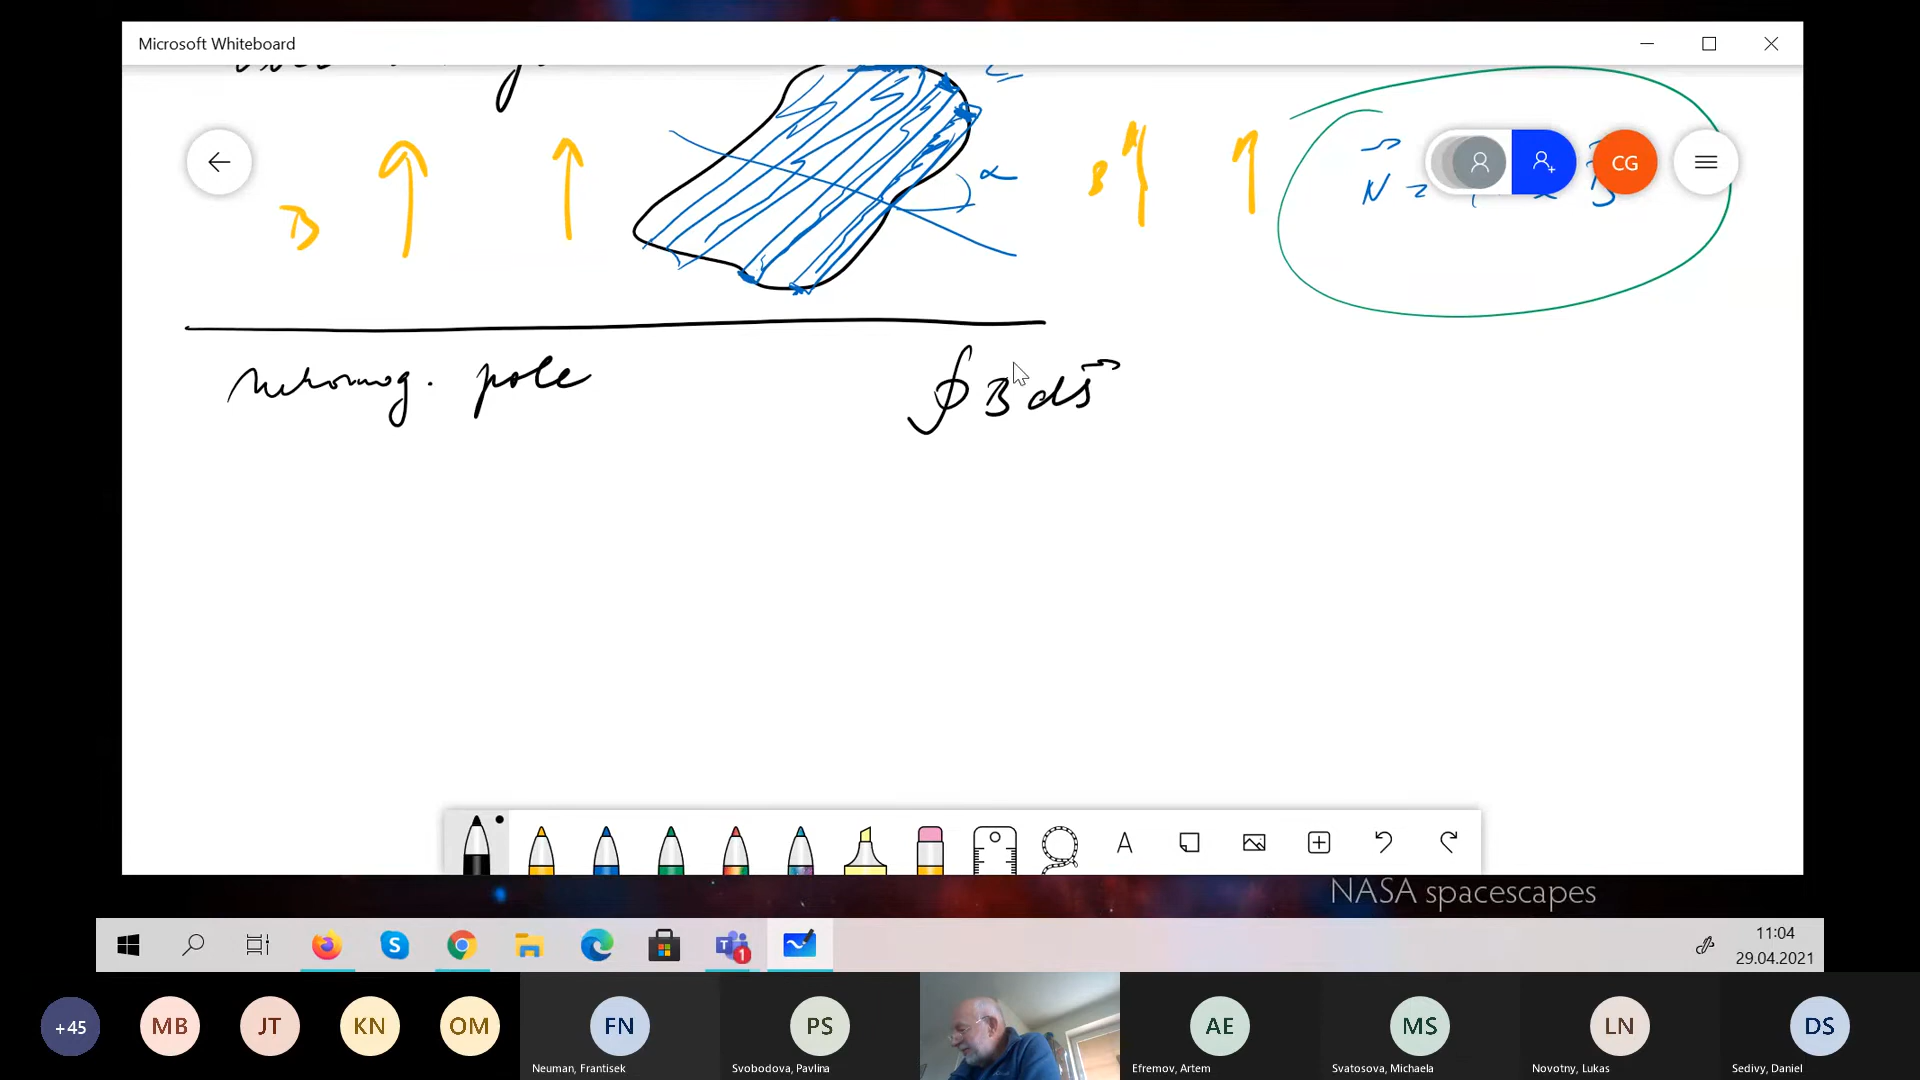 Microsoft Whiteboard
α
B
B
CG
N =
nehomog. pole
∮ B ds
A
NASA spacescapes
S
T
1
11:04
29.04.2021
+45
MB
JT
KN
OM
FN
PS
AE
MS
LN
DS
Neuman, Frantisek
Svobodova, Pavlina
Efremov, Artem
Svatosova, Michaela
Novotny, Lukas
Sedivy, Daniel